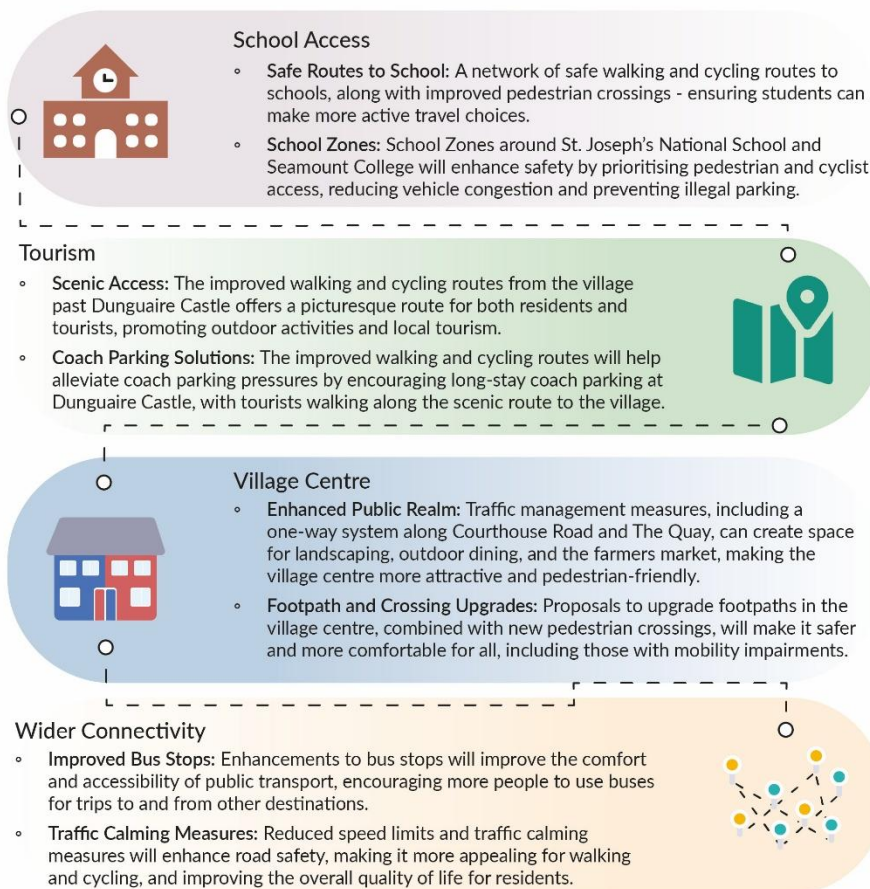 School Access
° Safe Routes to School: A network of safe walking and cycling routes to
schools, along with improved pedestrian crossings - ensuring students can
make more active travel choices.
° School Zones: School Zones around St. Joseph's National School and
Seamount College will enhance safety by prioritising pedestrian and cyclist
access, reducing vehicle congestion and preventing illegal parking.
Tourism
° Scenic Access: The improved walking and cycling routes from the village
past Dunguaire Castle offers a picturesque route for both residents and
tourists, promoting outdoor activities and local tourism.
° Coach Parking Solutions: The improved walking and cycling routes will help
alleviate coach parking pressures by encouraging long-stay coach parking at
Dunguaire Castle, with tourists walking along the scenic route to the village.
Village Centre
° Enhanced Public Realm: Traffic management measures, including a
one-way system along Courthouse Road and The Quay, can create space
for landscaping, outdoor dining, and the farmers market, making the
village centre more attractive and pedestrian-friendly.
° Footpath and Crossing Upgrades: Proposals to upgrade footpaths in the
village centre, combined with new pedestrian crossings, will make it safer
and more comfortable for all, including those with mobility impairments.
Wider Connectivity
° Improved Bus Stops: Enhancements to bus stops will improve the comfort
and accessibility of public transport, encouraging more people to use buses
for trips to and from other destinations.
° Traffic Calming Measures: Reduced speed limits and traffic calming
measures will enhance road safety, making it more appealing for walking
and cycling, and improving the overall quality of life for residents.